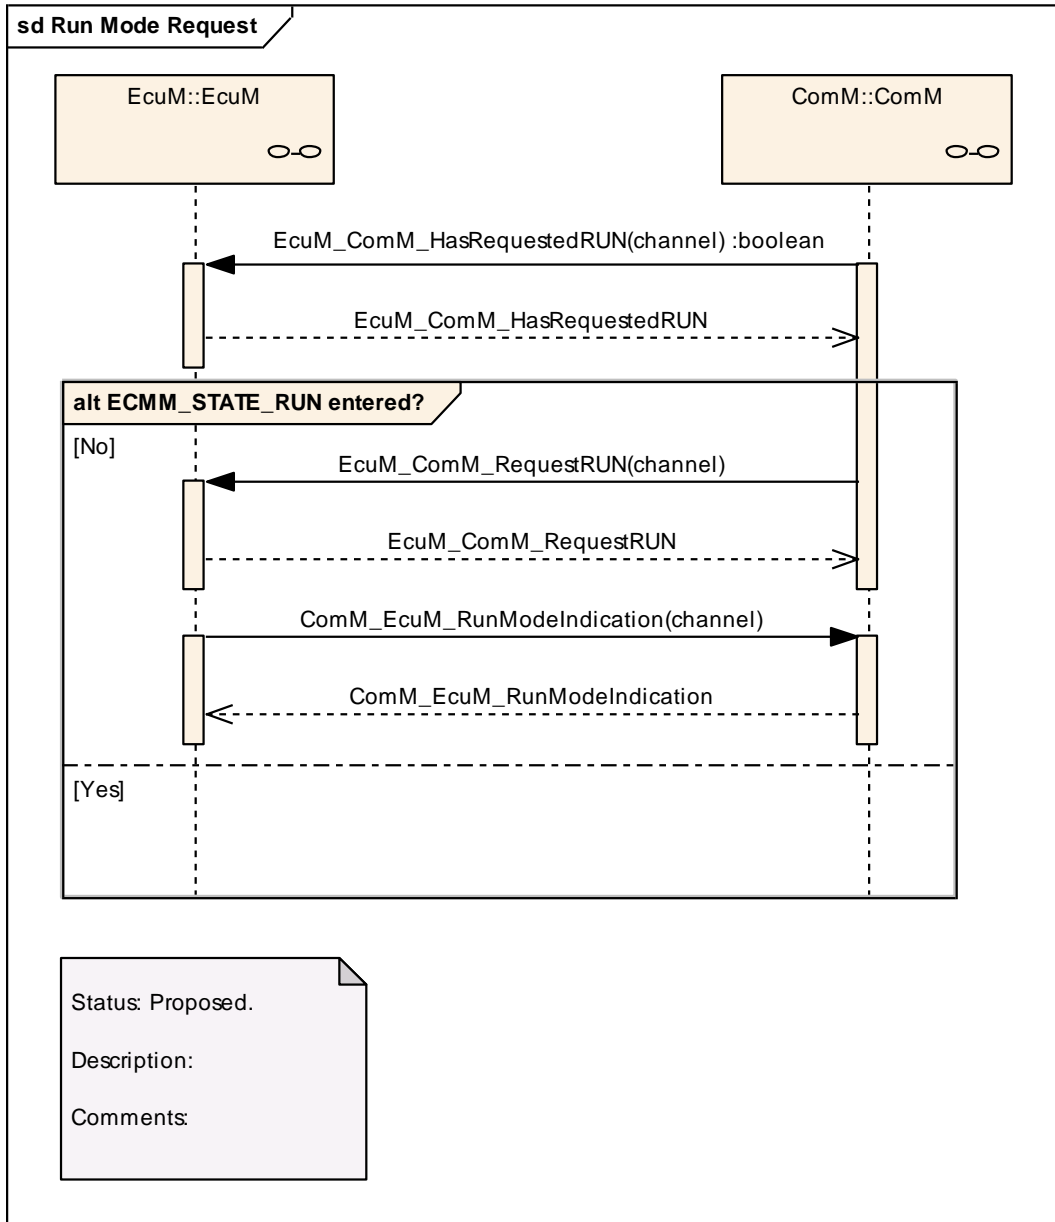 sd Run Mode Request
EcuM::EcuM
ComM::ComM
EcuM_ComM_HasRequestedRUN(channel) :boolean
EcuM_ComM_HasRequestedRUN
alt ECMM_STATE_RUN entered?
[No]
EcuM_ComM_RequestRUN(channel)
EcuM_ComM_RequestRUN
ComM_EcuM_RunModeIndication(channel)
ComM_EcuM_RunModeIndication
[Yes]
Status: Proposed.
Description:
Comments: